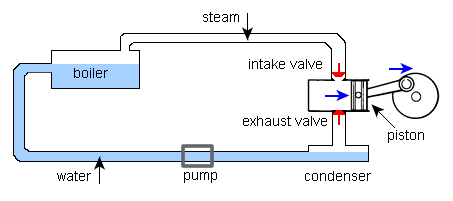 steam
boiler
intake valve
exhaust valve
piston
water
pump
condenser